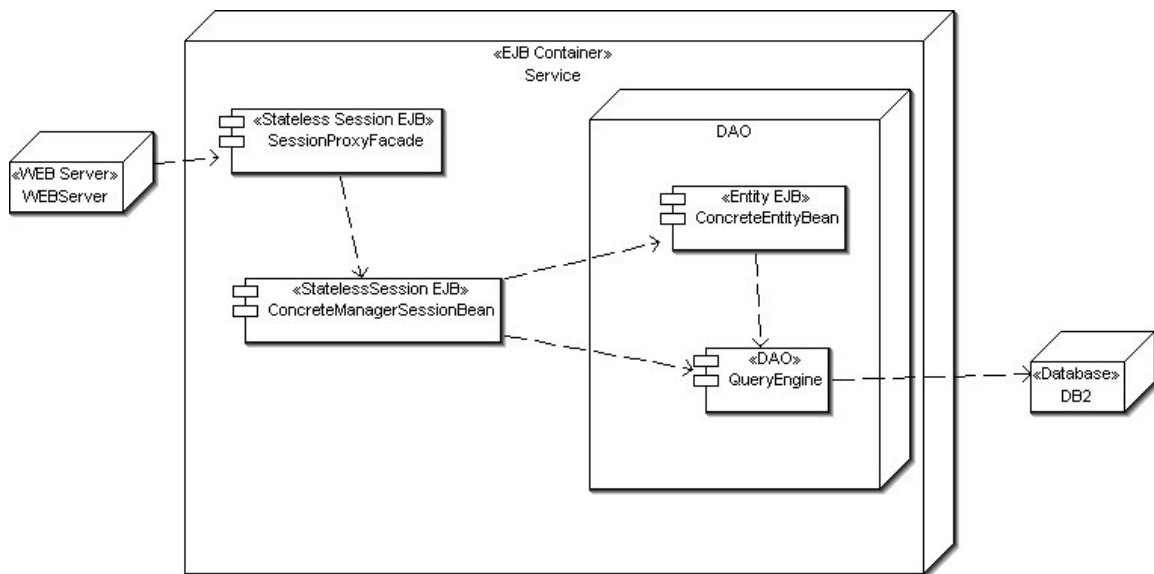 «EJB Container»
Service
«Stateless Session EJB»
SessionProxyFacade
DAO
«WEB Server»
WEBServer
«Entity EJB»
ConcreteEntityBean
«StatelessSession EJB»
ConcreteManagerSessionBean
«DAO»
QueryEngine
«Database»
DB2